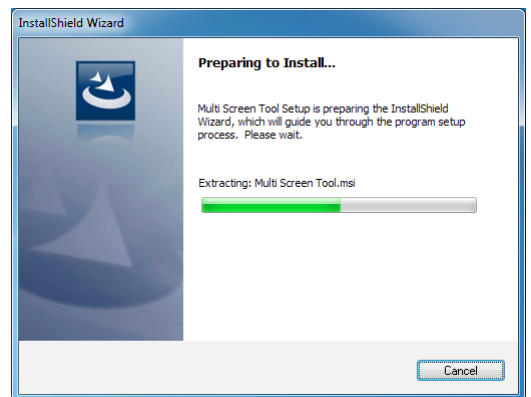 InstallShield Wizard
Preparing to Install...
Multi Screen Tool Setup is preparing the InstallShield
Wizard, which will guide you through the program setup
process. Please wait.
Extracting: Multi Screen Tool.msi
Cancel